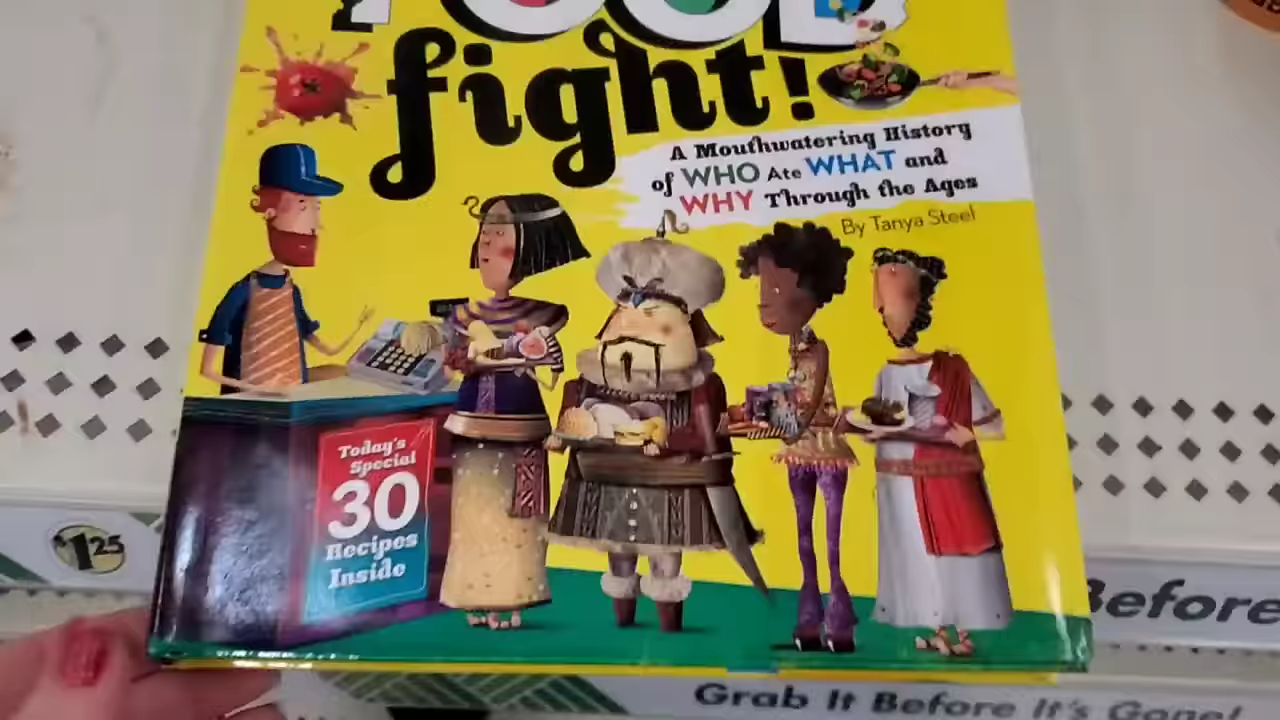 FOOD
fight!
A Mouthwatering History
of WHO Ate WHAT and
WHY Through the Ages
By Tanya Steel
Today's
Special
30
Recipes
Inside
$1.25
Before
Grab It Before It's Gone!